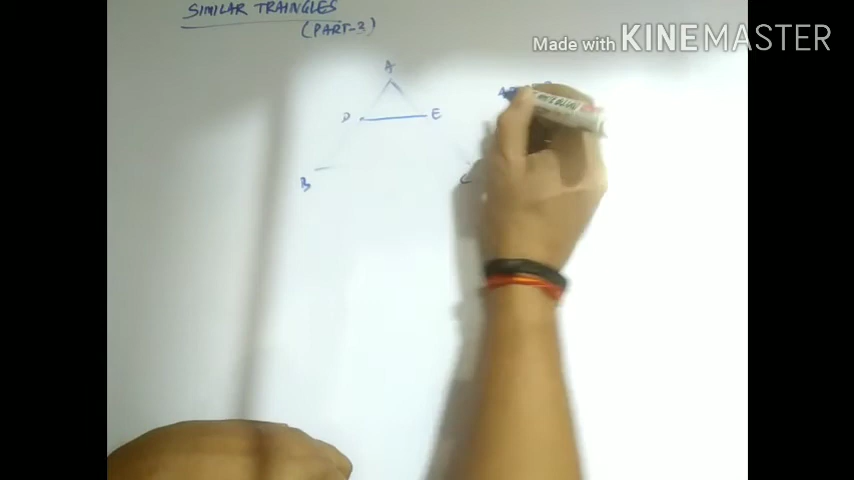 SIMILAR TRAINGLES
(PART-3)
Made with KINEMASTER
A
D E
B C